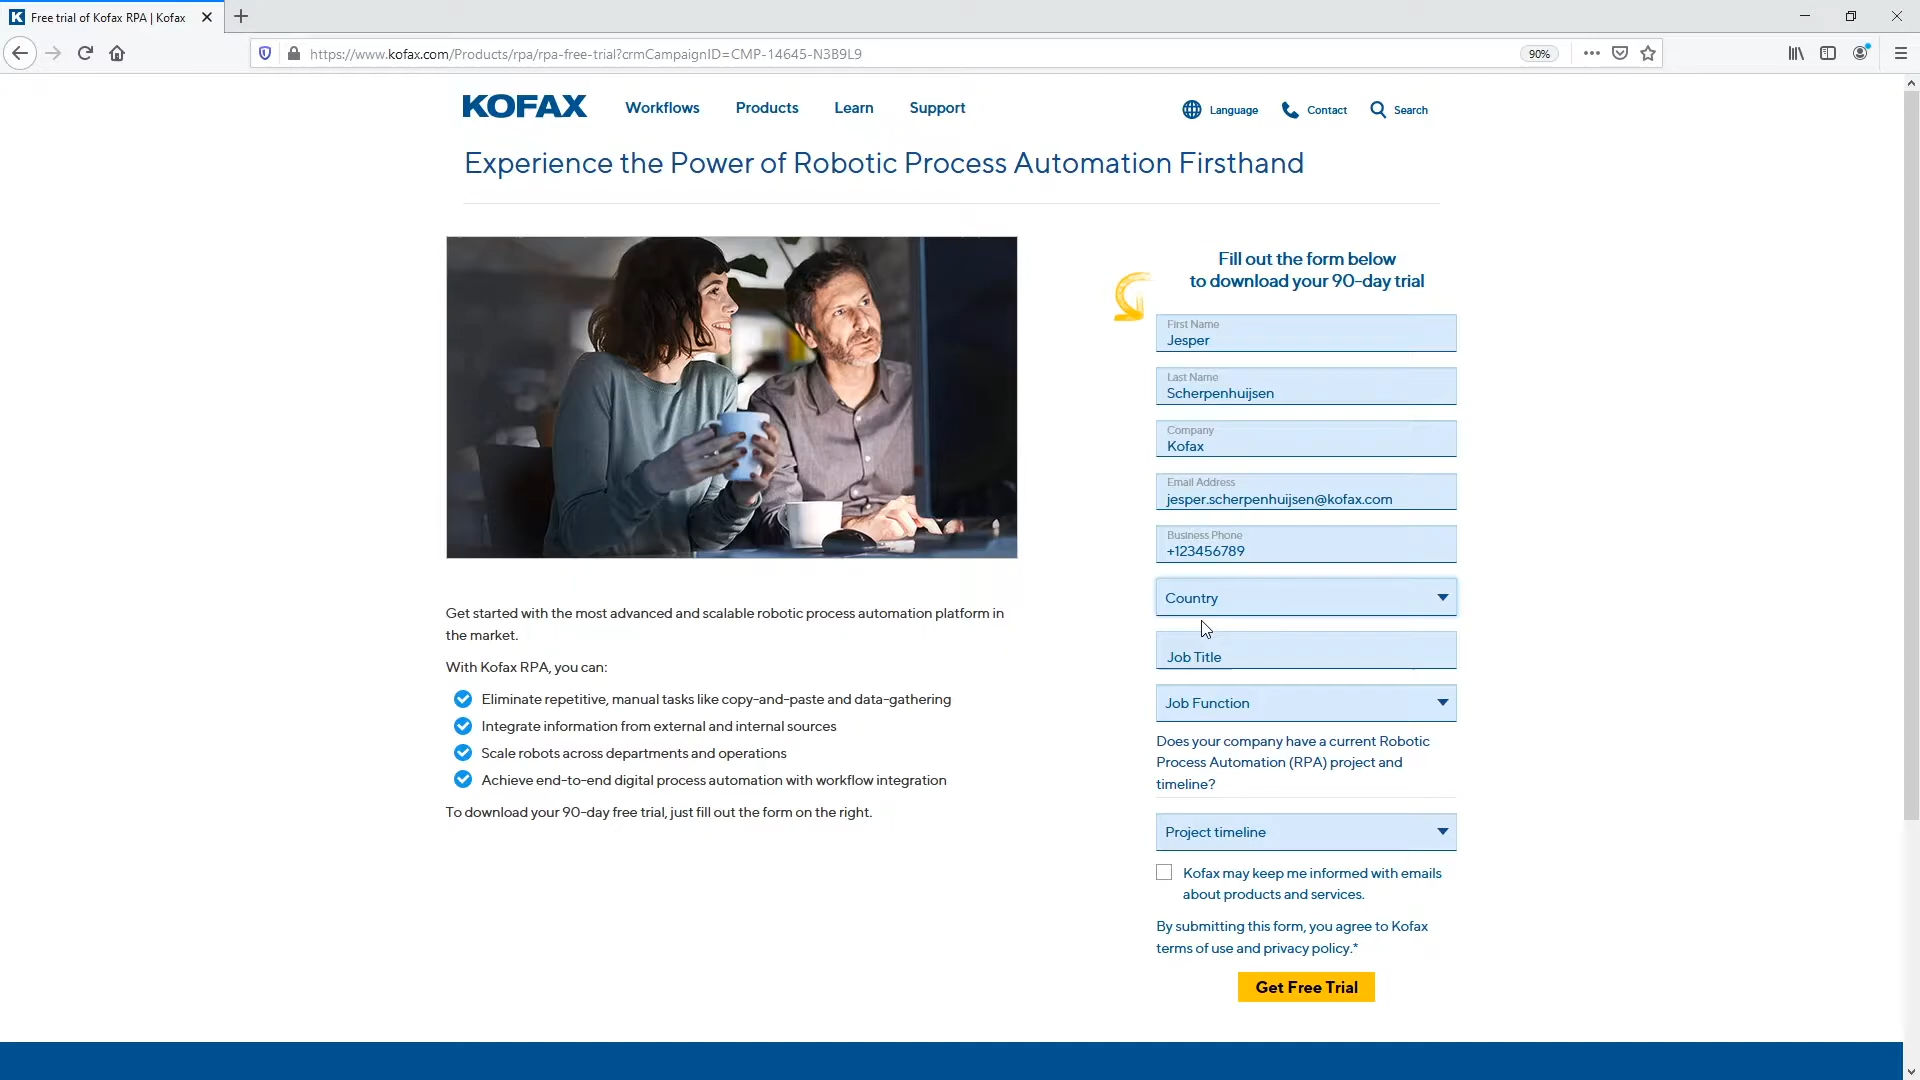 Free trial of Kofax RPA | Kofax
https://www.kofax.com/Products/rpa/rpa-free-trial?crmCampaignID=CMP-14645-N3B9L9
90%
KOFAX
Workflows
Products
Learn
Support
Language
Contact
Search
Experience the Power of Robotic Process Automation Firsthand
Fill out the form below
to download your 90-day trial
First Name
Jesper
Last Name
Scherpenhuijsen
Company
Kofax
Email Address
jesper.scherpenhuijsen@kofax.com
Business Phone
+123456789
Country
Job Title
Job Function
Does your company have a current Robotic
Process Automation (RPA) project and
timeline?
Project timeline
Kofax may keep me informed with emails
about products and services.
By submitting this form, you agree to Kofax
terms of use and privacy policy.*
Get Free Trial
Get started with the most advanced and scalable robotic process automation platform in
the market.
With Kofax RPA, you can:
Eliminate repetitive, manual tasks like copy-and-paste and data-gathering
Integrate information from external and internal sources
Scale robots across departments and operations
Achieve end-to-end digital process automation with workflow integration
To download your 90-day free trial, just fill out the form on the right.